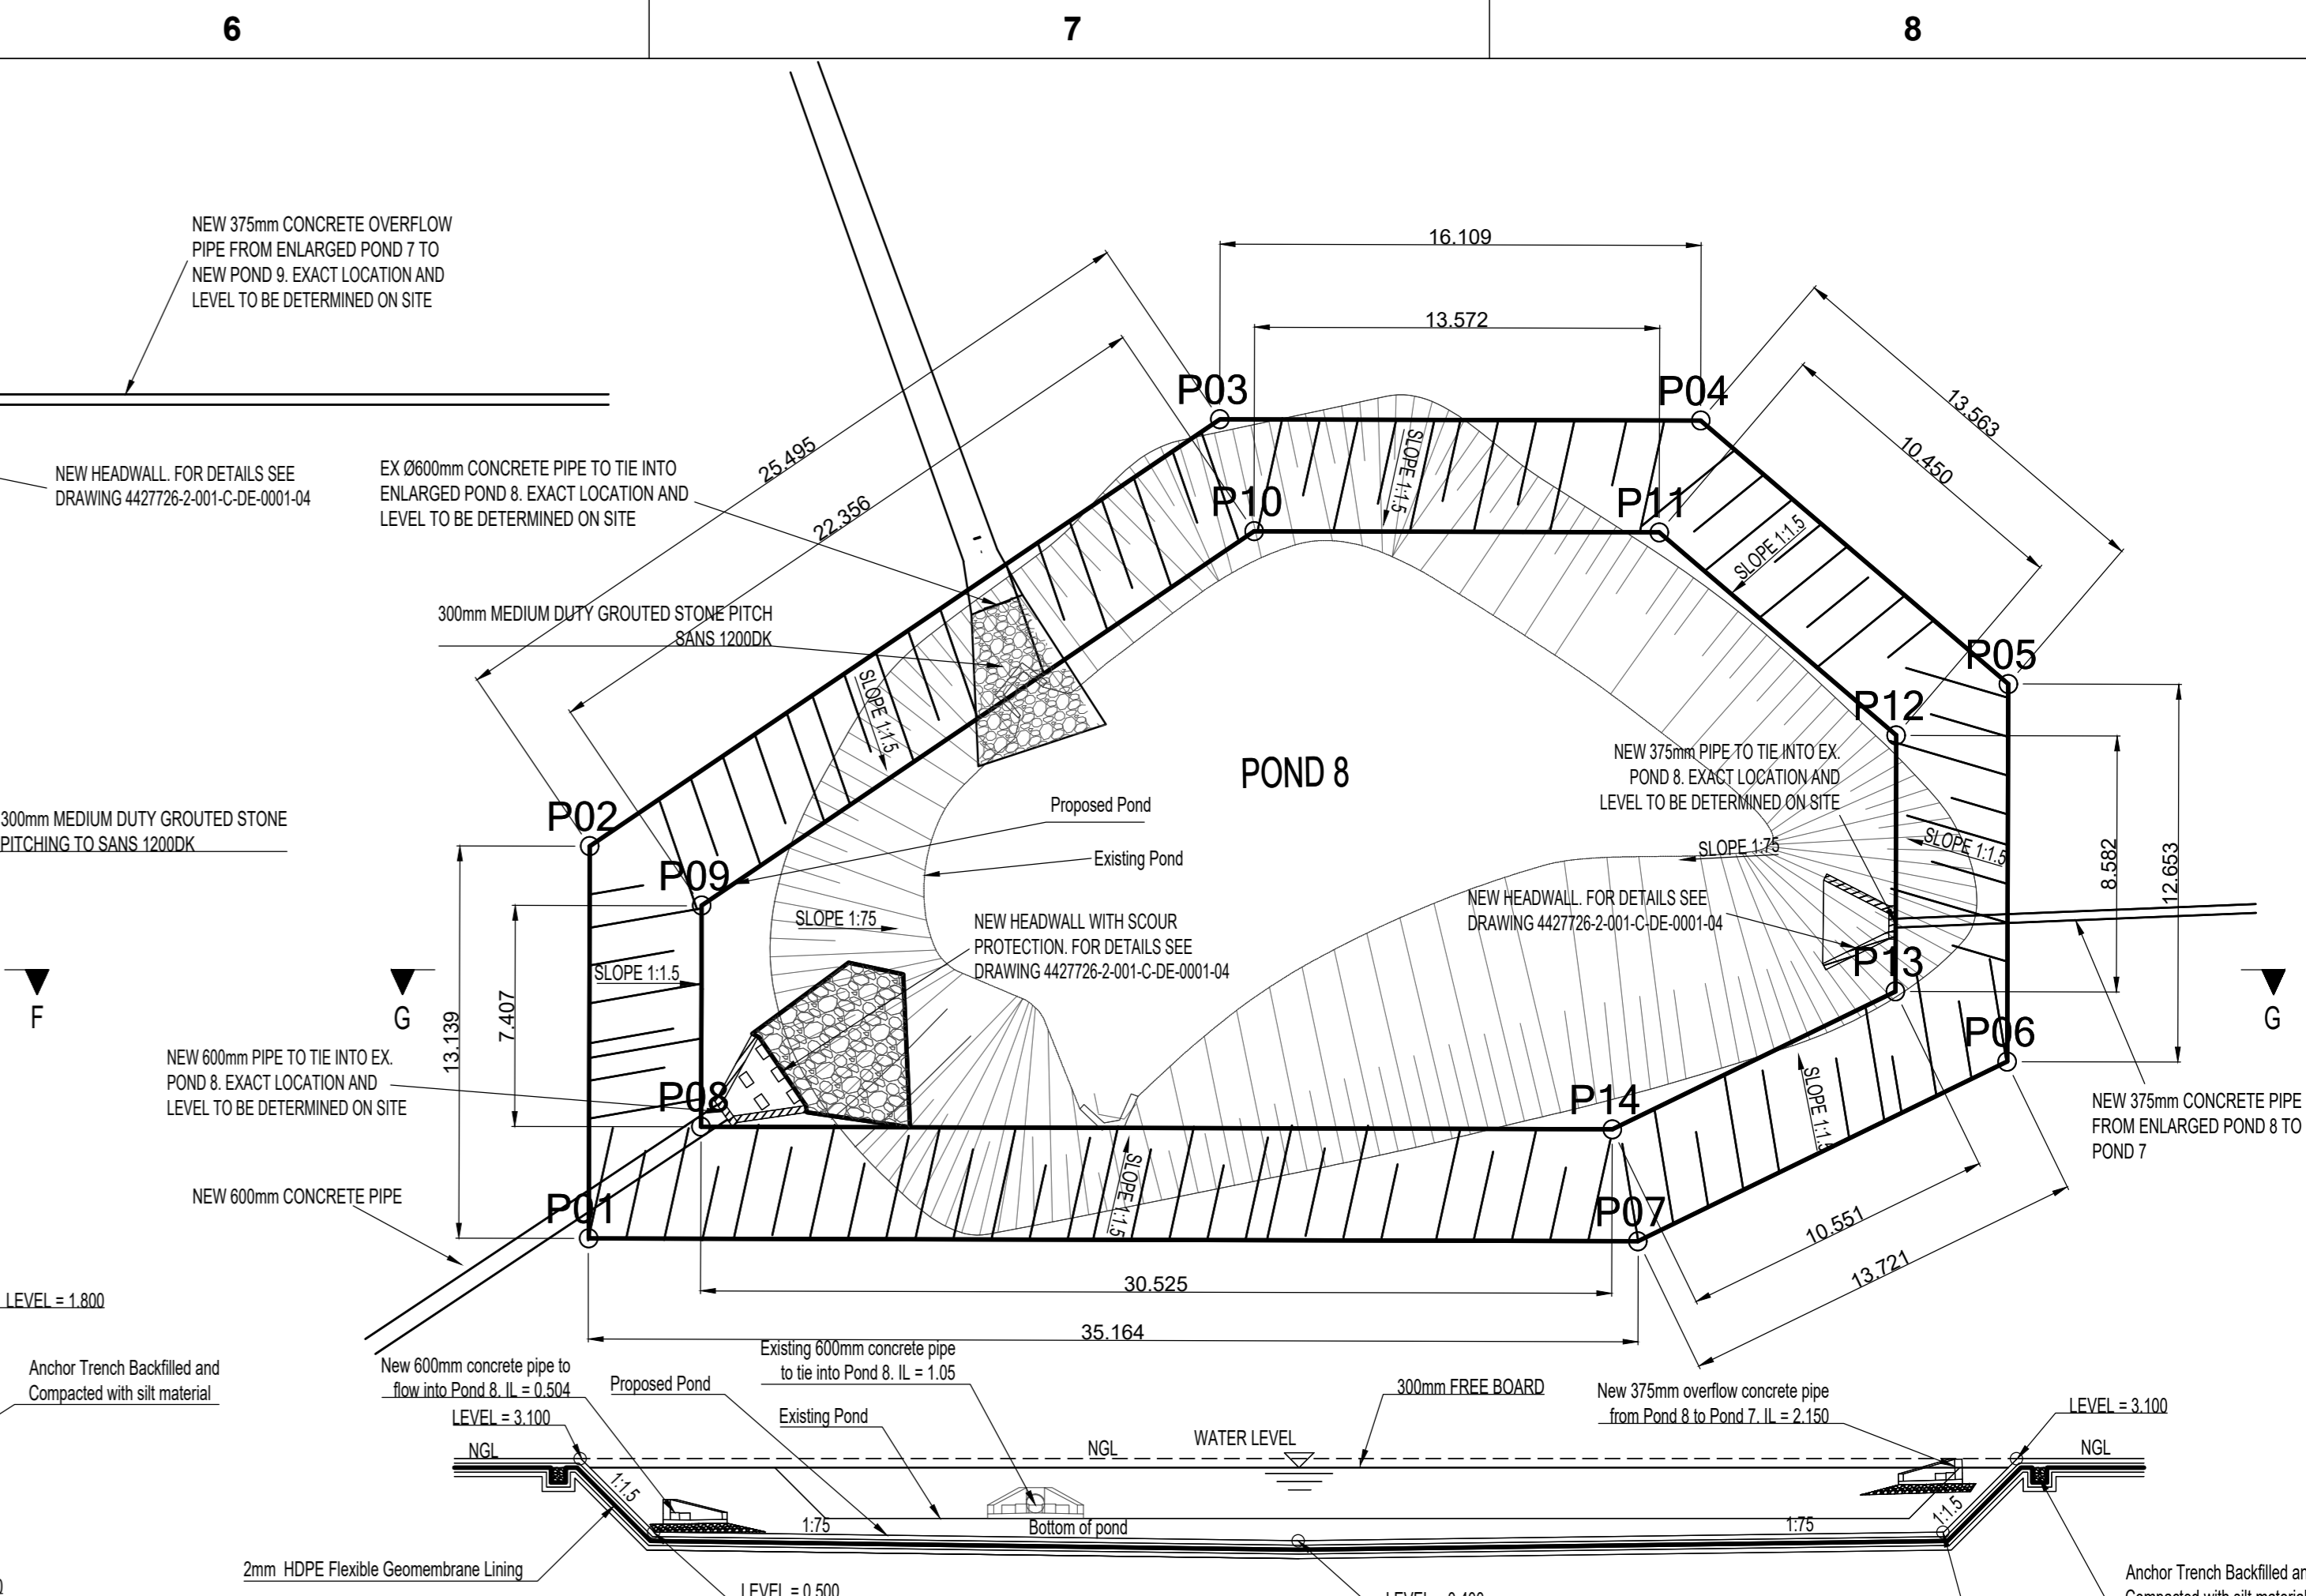 6
7
8
NEW 375mm CONCRETE OVERFLOW
PIPE FROM ENLARGED POND 7 TO
NEW POND 9. EXACT LOCATION AND
LEVEL TO BE DETERMINED ON SITE
16.109
13.572
P03
P04
13.563
10.450
25.495
22.356
NEW HEADWALL. FOR DETAILS SEE
DRAWING 4427726-2-001-C-DE-0001-04
EX Ø600mm CONCRETE PIPE TO TIE INTO
ENLARGED POND 8. EXACT LOCATION AND
LEVEL TO BE DETERMINED ON SITE
SLOPE 1:1.5
P10
P11
SLOPE 1:1.5
300mm MEDIUM DUTY GROUTED STONE PITCH
SANS 1200DK
P05
SLOPE 1:1.5
P12
POND 8
NEW 375mm PIPE TO TIE INTO EX.
POND 8. EXACT LOCATION AND
LEVEL TO BE DETERMINED ON SITE
300mm MEDIUM DUTY GROUTED STONE
PITCHING TO SANS 1200DK
P02
Proposed Pond
Existing Pond
SLOPE 1:75
SLOPE 1:1.5
8.582
12.653
P09
SLOPE 1:75
NEW HEADWALL WITH SCOUR
PROTECTION. FOR DETAILS SEE
DRAWING 4427726-2-001-C-DE-0001-04
NEW HEADWALL. FOR DETAILS SEE
DRAWING 4427726-2-001-C-DE-0001-04
P13
SLOPE 1:1.5
F
G
G
13.139
7.407
P06
NEW 600mm PIPE TO TIE INTO EX.
POND 8. EXACT LOCATION AND
LEVEL TO BE DETERMINED ON SITE
P08
P14
SLOPE 1:1.5
NEW 375mm CONCRETE PIPE
FROM ENLARGED POND 8 TO
POND 7
SLOPE 1:1.5
NEW 600mm CONCRETE PIPE
P01
P07
10.551
13.721
30.525
35.164
LEVEL = 1.800
Anchor Trench Backfilled and
Compacted with silt material
New 600mm concrete pipe to
flow into Pond 8. IL = 0.504
LEVEL = 3.100
Proposed Pond
Existing 600mm concrete pipe
to tie into Pond 8. IL = 1.05
Existing Pond
300mm FREE BOARD
New 375mm overflow concrete pipe
from Pond 8 to Pond 7. IL = 2.150
LEVEL = 3.100
NGL
NGL
WATER LEVEL
NGL
1:1.5
1:75
Bottom of pond
1:75
1:1.5
2mm HDPE Flexible Geomembrane Lining
LEVEL = 0.500
LEVEL = 0.400
Anchor Trench Backfilled an
Compacted with silt material